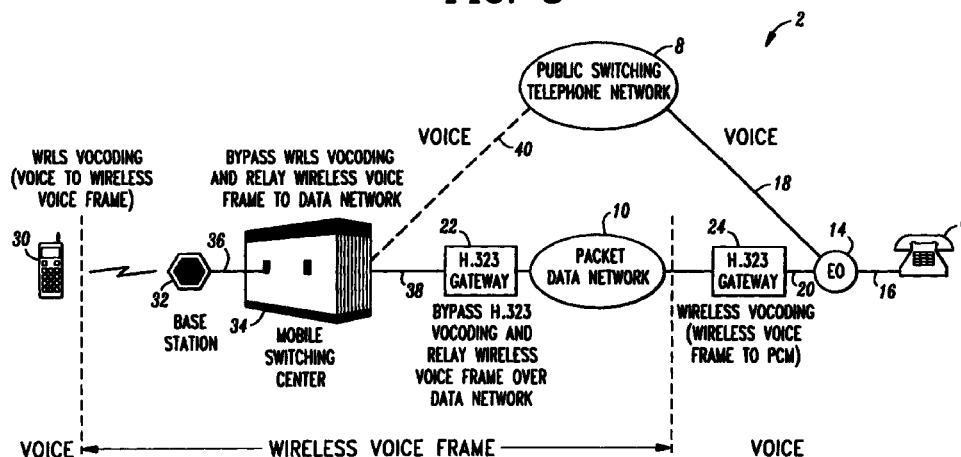 2
8
PUBLIC SWITCHING
TELEPHONE NETWORK
VOICE
VOICE
40
18
WRLS VOCODING
(VOICE TO WIRELESS
VOICE FRAME)
BYPASS WRLS VOCODING
AND RELAY WIRELESS VOICE
FRAME TO DATA NETWORK
30
36
32
34
BASE
STATION
MOBILE
SWITCHING
CENTER
38
22
H.323
GATEWAY
BYPASS H.323
VOCODING AND
RELAY WIRELESS
VOICE FRAME OVER
DATA NETWORK
10
PACKET
DATA NETWORK
24
H.323
GATEWAY
20
WIRELESS VOCODING
(WIRELESS VOICE
FRAME TO PCM)
14
EO
16
VOICE
WIRELESS VOICE FRAME
VOICE